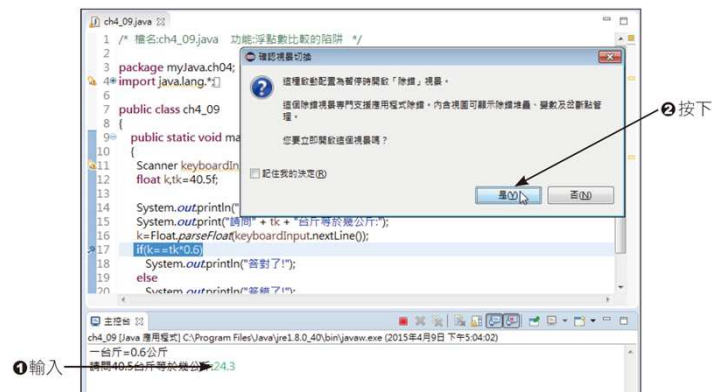 ch4_09.java
1 /* 檔名:ch4_09.java 功能:浮點數比較的陷阱 */
2
3 package myJava.ch04;
4 import java.lang.*;
6
7 public class ch4_09
8 {
9 public static void ma
10 {
11 Scanner keyboardIn
12 float k,tk=40.5f;
13
14 System.out.println("
15 System.out.print("請問" + tk + "台斤等於幾公斤:");
16 k=Float.parseFloat(keyboardInput.nextLine());
17 if(k==tk*0.6)
18 System.out.println("答對了!");
19 else
20 System.out.println("答錯了!");
確認視景切換
這種啟動配置為暫停時開啟「除錯」視景。
這個除錯視景專門支援應用程式除錯。內含視圖可顯示除錯堆疊、變數及岔斷點管
理。
您要立即開啟這個視景嗎？
記住我的決定(R)
是(Y)
否(N)
❷按下
主控台
ch4_09 [Java 應用程式] C:\Program Files\Java\jre1.8.0_40\bin\javaw.exe (2015年4月9日 下午5:04:02)
一台斤=0.6公斤
請問40.5台斤等於幾公斤:24.3
❶輸入